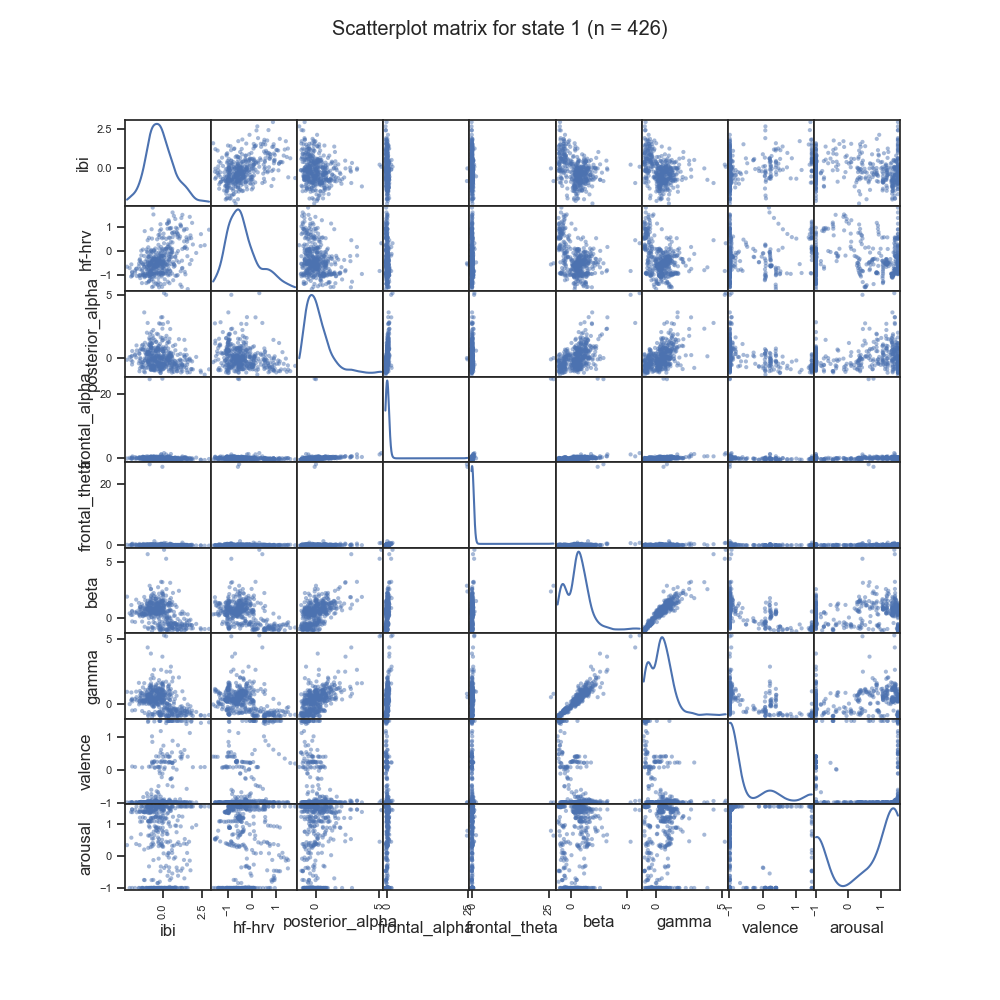 Scatterplot matrix for state 1 (n = 426)
2.5
0.0
ibi
1
0
−1
hf-hrv
5
0
posterior_alpha
20
0
frontal_alpha
20
0
frontal_theta
5
0
beta
5
0
gamma
1
0
−1
valence
1
0
−1
arousal
0.0 2.5 −1 0 1 0 5 0 25 0 25 0 5 0 5 −1 0 1 −1 0 1
ibi hf-hrv posterior_alpha frontal_alpha frontal_theta beta gamma valence arousal